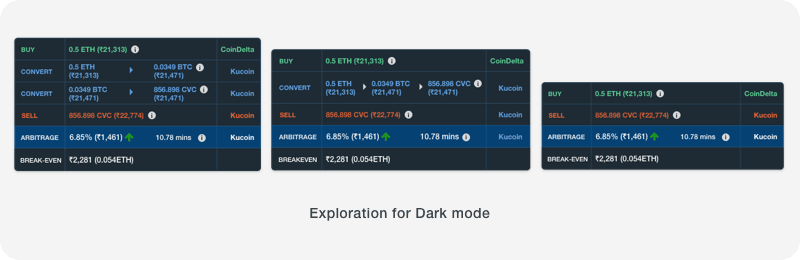 BUY 0.5 ETH (₹21,313) CoinDelta
CONVERT 0.5 ETH (₹21,313) 0.0349 BTC (₹21,471) Kucoin
CONVERT 0.0349 BTC (₹21,471) 856.898 CVC (₹21,471) Kucoin
SELL 856.898 CVC (₹22,774) Kucoin
ARBITRAGE 6.85% (₹1,461) 10.78 mins Kucoin
BREAK-EVEN ₹2,281 (0.054ETH)
BUY 0.5 ETH (₹21,313) CoinDelta
CONVERT 0.5 ETH (₹21,313) 0.0349 BTC (₹21,471) 856.898 CVC (₹21,471) Kucoin
SELL 856.898 CVC (₹22,774) Kucoin
ARBITRAGE 6.85% (₹1,461) 10.78 mins Kucoin
BREAKEVEN ₹2,281 (0.054ETH)
BUY 0.5 ETH (₹21,313) CoinDelta
SELL 856.898 CVC (₹22,774) Kucoin
ARBITRAGE 6.85% (₹1,461) 10.78 mins Kucoin
BREAK-EVEN ₹2,281 (0.054ETH)
Exploration for Dark mode